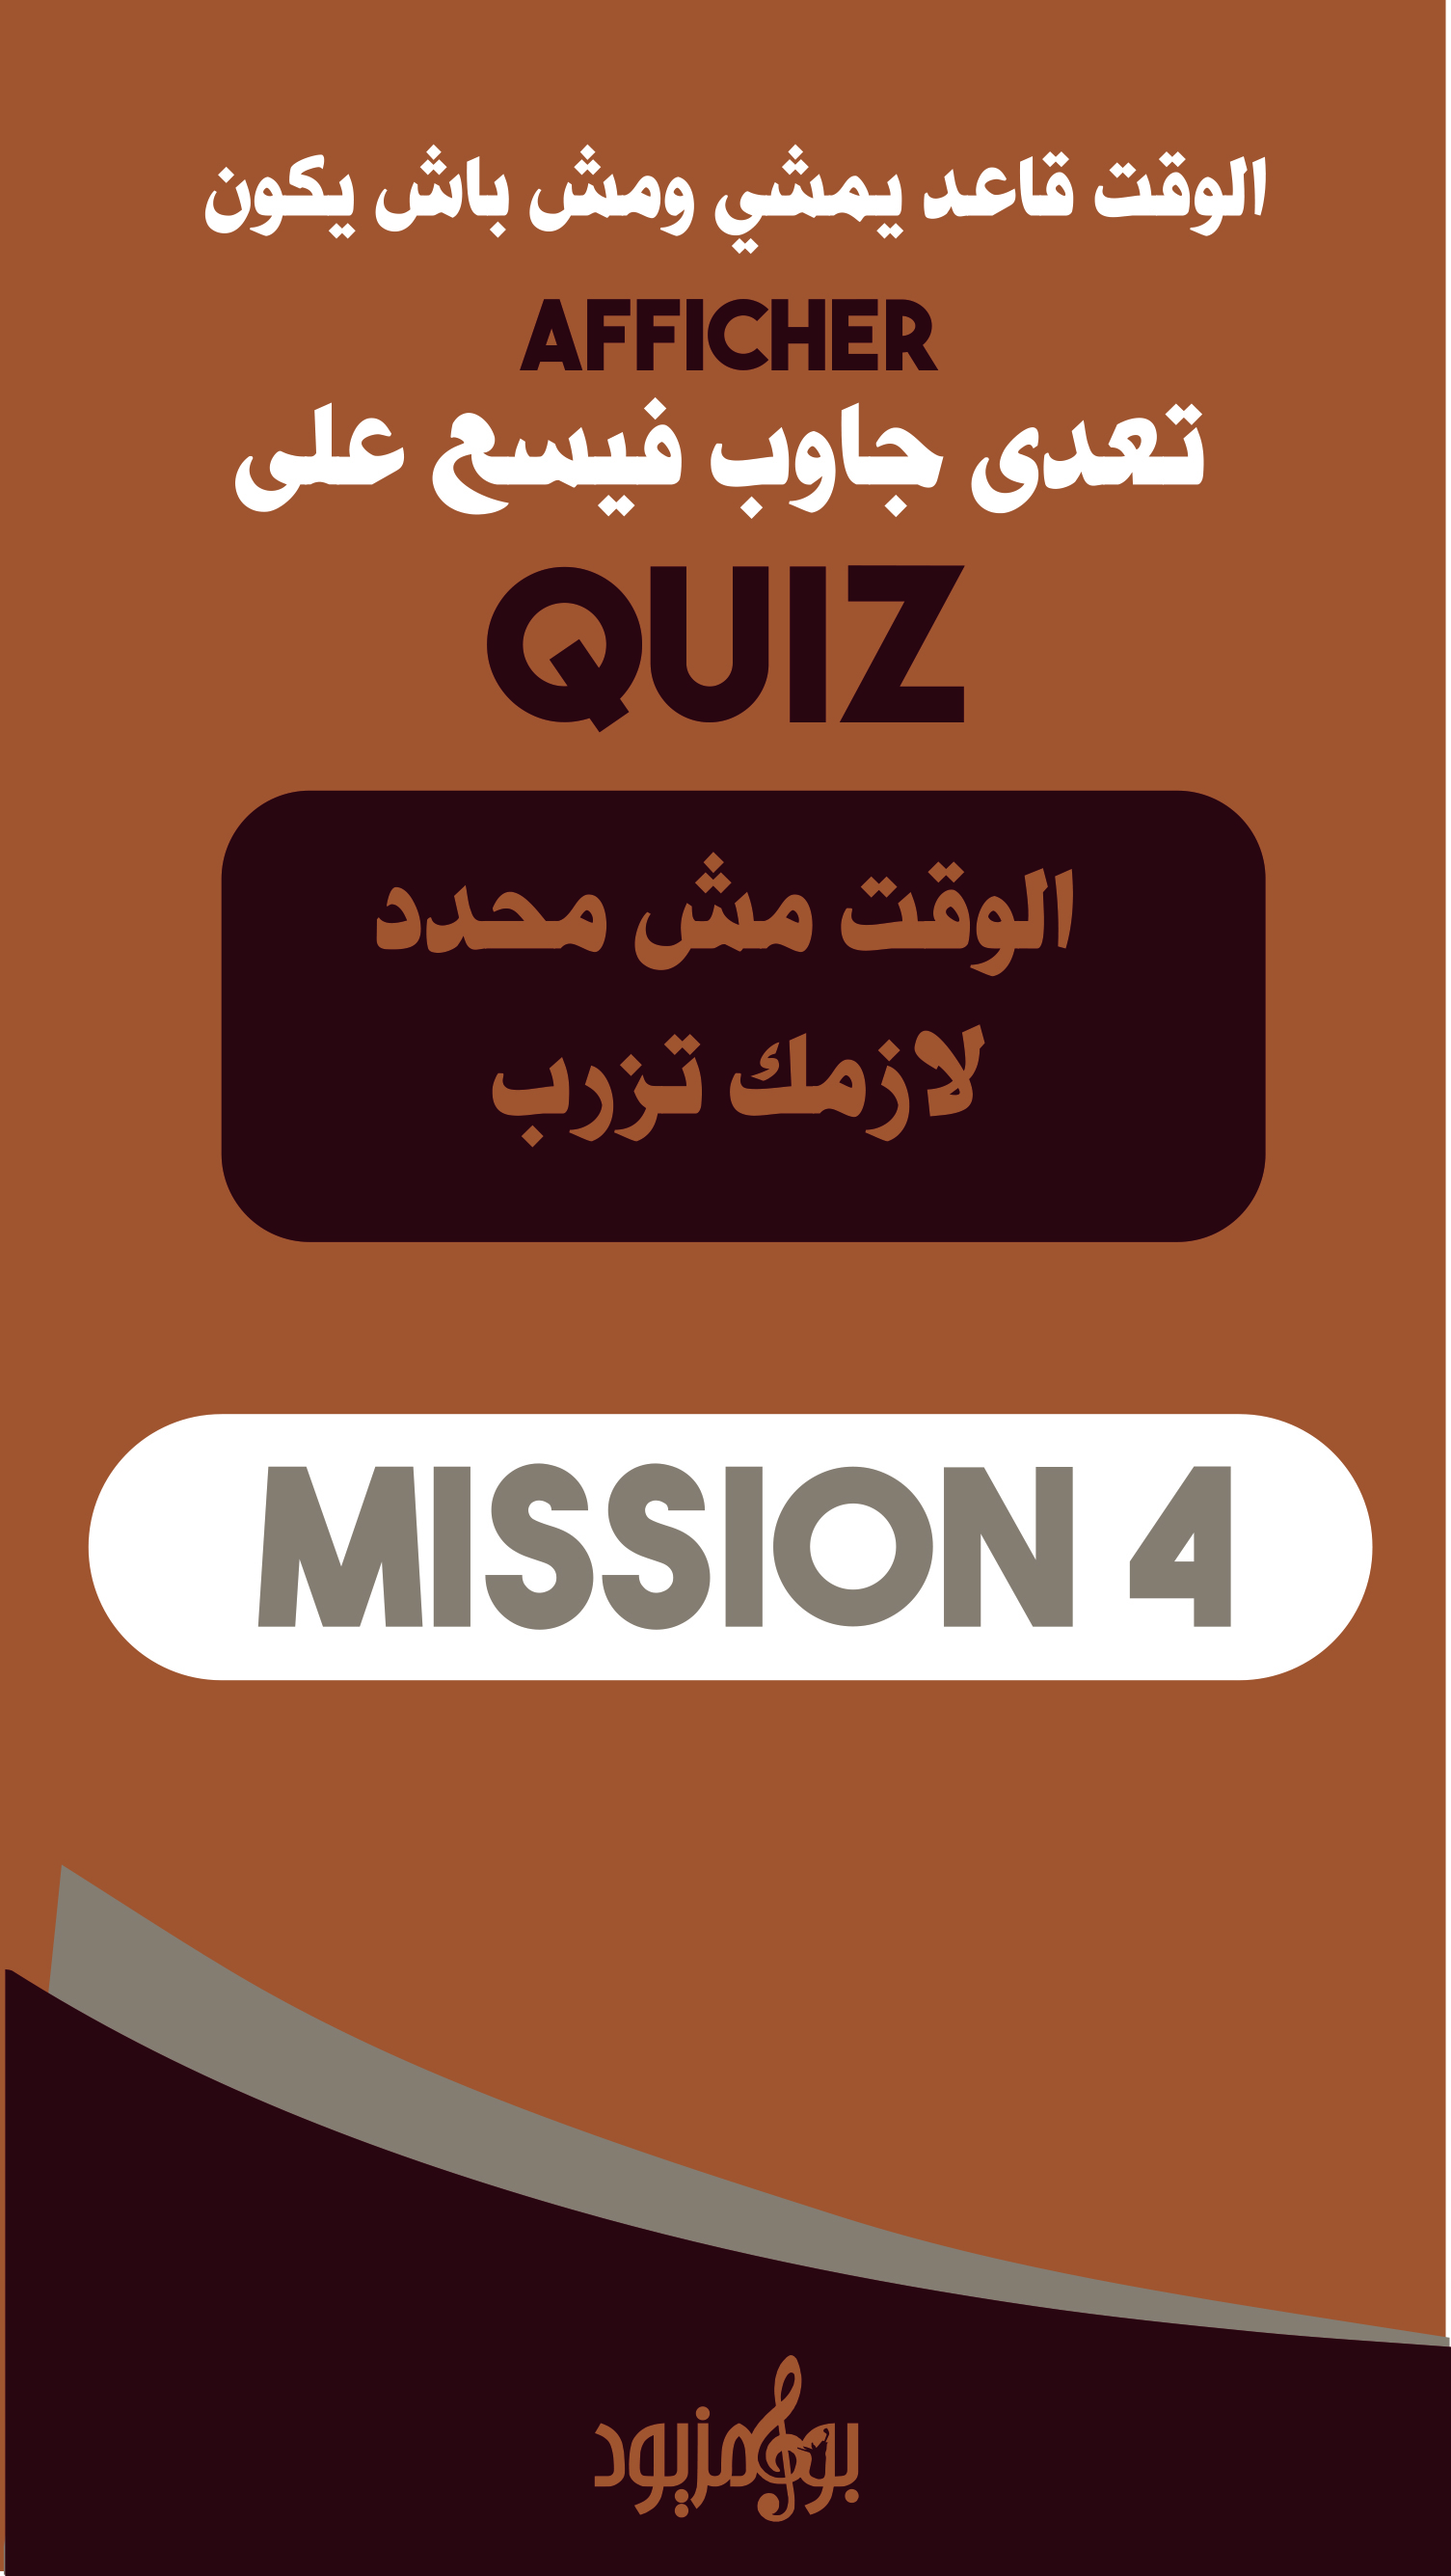 الوقت قاعد يمشي ومش باش يكون
AFFICHER
تعدى جاوب فيسع على
QUIZ
الوقت مش محدد
لازمك تزرب
MISSION 4